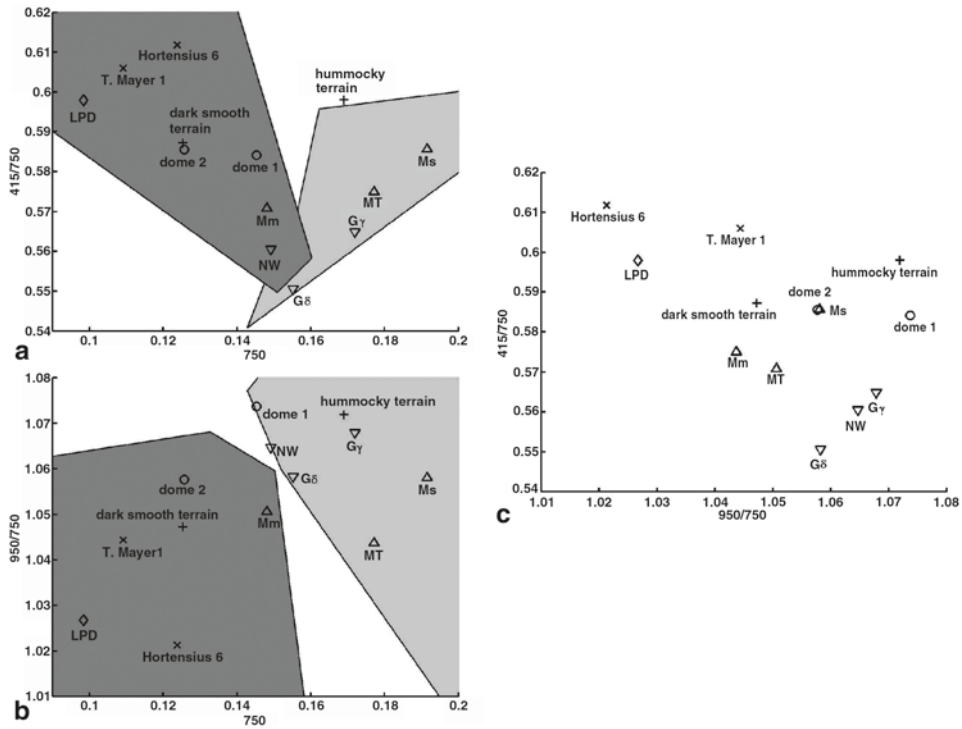 0.62
0.61
0.6
0.59
0.58
0.57
0.56
0.55
0.54
415/750
Hortensius 6
T. Mayer 1
LPD
dark smooth
terrain
dome 2
dome 1
hummocky
terrain
Ms
MT
Mm
Gγ
NW
Gδ
0.1
0.12
0.14
0.16
0.18
0.2
750
a
1.08
1.07
1.06
1.05
1.04
1.03
1.02
1.01
950/750
dome 1
hummocky terrain
Gγ
NW
Gδ
Ms
dome 2
Mm
dark smooth terrain
T. Mayer1
MT
LPD
Hortensius 6
0.1
0.12
0.14
0.16
0.18
0.2
750
b
0.62
0.61
0.6
0.59
0.58
0.57
0.56
0.55
0.54
415/750
Hortensius 6
T. Mayer 1
LPD
hummocky terrain
dome 2
dark smooth terrain
Ms
dome 1
Mm
MT
Gγ
NW
Gδ
1.01
1.02
1.03
1.04
1.05
1.06
1.07
1.08
950/750
c